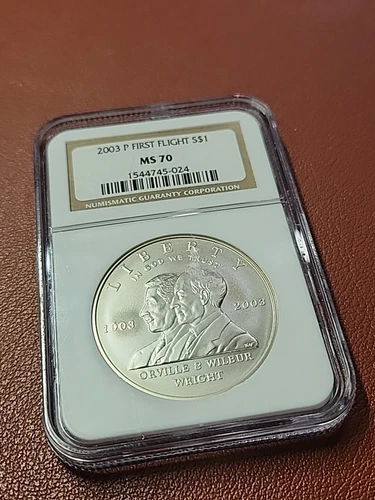 2003 P FIRST FLIGHT S$1
MS 70
1544745-024
NUMISMATIC GUARANTY CORPORATION
LIBERTY
IN GOD WE TRUST
1903 2003
ORVILLE & WILBUR
WRIGHT